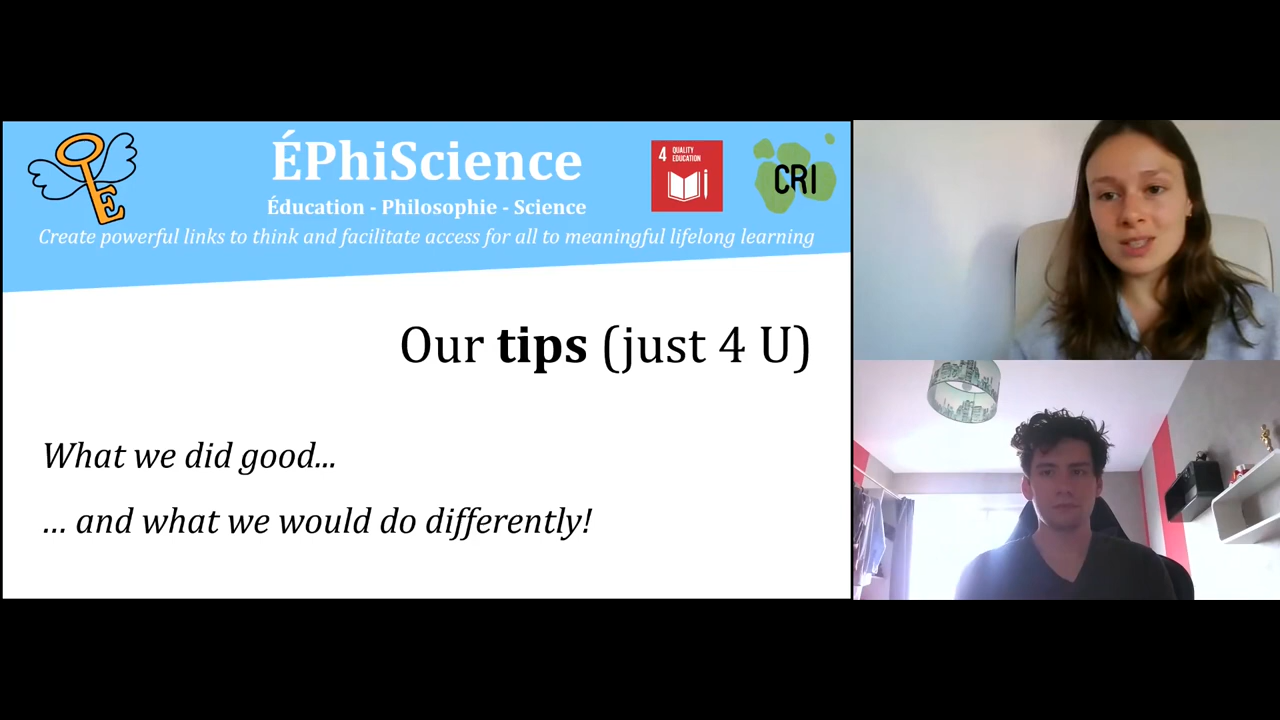 ÉPhiScience
Éducation - Philosophie - Science
Create powerful links to think and facilitate access for all to meaningful lifelong learning
4 QUALITY
EDUCATION
CRI
E
Our tips (just 4 U)
What we did good...
... and what we would do differently!